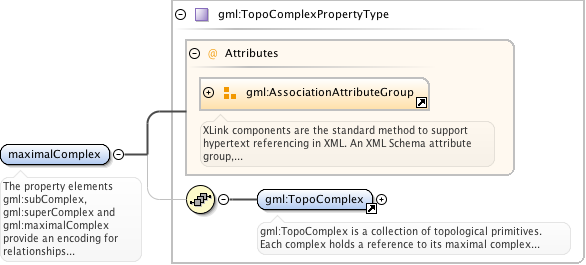 gml:TopoComplexPropertyType
@ Attributes
gml:AssociationAttributeGroup
XLink components are the standard method to support
hypertext referencing in XML. An XML Schema attribute
group,...
maximalComplex
The property elements
gml:subComplex,
gml:superComplex and
gml:maximalComplex
provide an encoding for
relationships...
gml:TopoComplex
gml:TopoComplex is a collection of topological primitives.
Each complex holds a reference to its maximal complex...